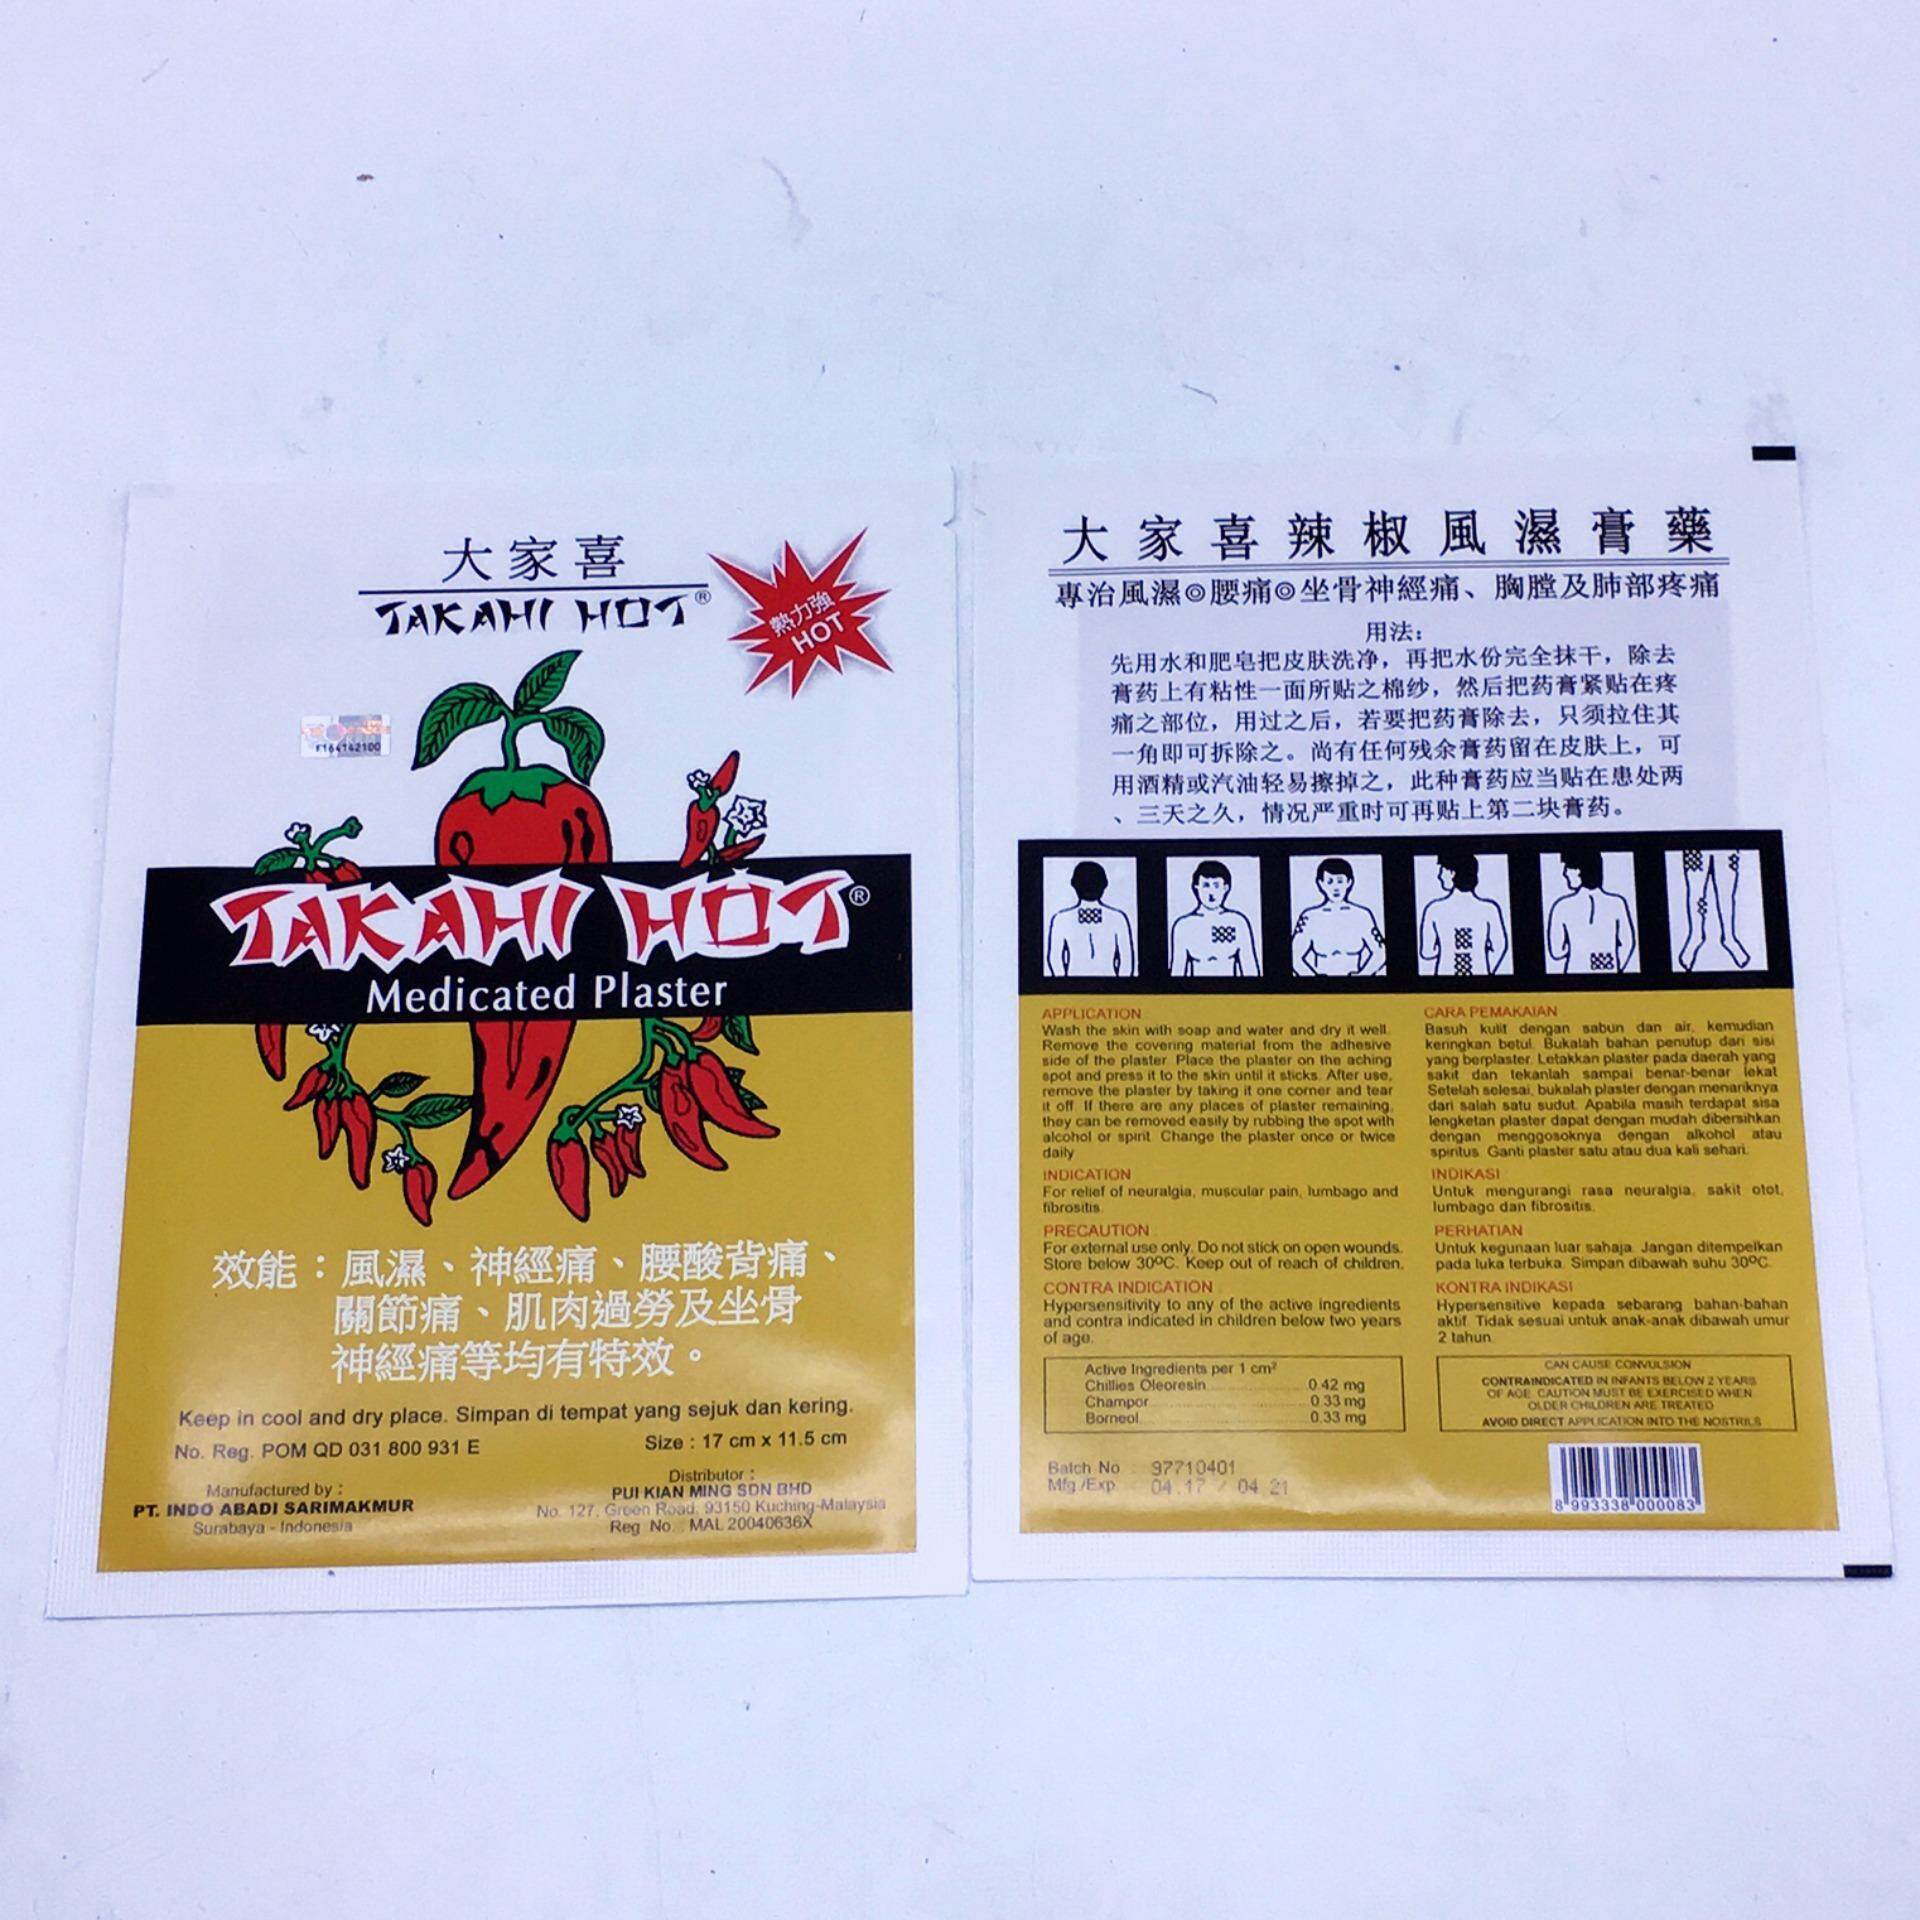 大家喜
TAKAHI HOT®
熱力強
HOT
F164142100
TAKAHI HOT®
Medicated Plaster
效能：風濕、神經痛、腰酸背痛、
關節痛、肌肉過勞及坐骨
神經痛等均有特效。
Keep in cool and dry place. Simpan di tempat yang sejuk dan kering.
No. Reg. POM QD 031 800 931 E
Size : 17 cm x 11.5 cm
Manufactured by :
PT. INDO ABADI SARIMAKMUR
Surabaya - Indonesia
Distributor :
PUI KIAN MING SDN BHD
No. 127, Green Road, 93150 Kuching-Malaysia
Reg No. MAL 20040636X
大家喜辣椒風濕膏藥
專治風濕◎腰痛◎坐骨神經痛、胸膛及肺部疼痛
用法：
先用水和肥皂把皮肤洗净，再把水份完全抹干，除去
膏药上有粘性一面所贴之棉纱，然后把药膏紧贴在疼
痛之部位，用过之后，若要把药膏除去，只须拉住其
一角即可拆除之。尚有任何残余膏药留在皮肤上，可
用酒精或汽油轻易擦掉之，此种膏药应当贴在患处两
、三天之久，情况严重时可再贴上第二块膏药。
APPLICATION
Wash the skin with soap and water and dry it well.
Remove the covering material from the adhesive
side of the plaster. Place the plaster on the aching
spot and press it to the skin until it sticks. After use,
remove the plaster by taking it one corner and tear
it off. If there are any places of plaster remaining,
they can be removed easily by rubbing the spot with
alcohol or spirit. Change the plaster once or twice
daily
INDICATION
For relief of neuralgia, muscular pain, lumbago and
fibrositis.
PRECAUTION
For external use only. Do not stick on open wounds.
Store below 30ºC. Keep out of reach of children.
CONTRA INDICATION
Hypersensitivity to any of the active ingredients
and contra indicated in children below two years
of age.
Active Ingredients per 1 cm²
Chillies Oleoresin 0.42 mg
Champor 0.33 mg
Borneol 0.33 mg
Batch No : 97710401
Mfg./Exp. 04.17 / 04 21
CARA PEMAKAIAN
Basuh kulit dengan sabun dan air, kemudian
keringkan betul. Bukalah bahan penutup dari sisi
yang berplaster. Letakkan plaster pada daerah yang
sakit dan tekanlah sampai benar-benar lekat
Setelah selesai, bukalah plaster dengan menariknya
dari salah satu sudut. Apabila masih terdapat sisa
lengketan plaster dapat dengan mudah dibersihkan
dengan menggosoknya dengan alkohol atau
spiritus. Ganti plaster satu atau dua kali sehari.
INDIKASI
Untuk mengurangi rasa neuralgia, sakit otot,
lumbago dan fibrositis.
PERHATIAN
Untuk kegunaan luar sahaja. Jangan ditempelkan
pada luka terbuka. Simpan dibawah suhu 30ºC.
KONTRA INDIKASI
Hypersensitive kepada sebarang bahan-bahan
aktif. Tidak sesuai untuk anak-anak dibawah umur
2 tahun.
CAN CAUSE CONVULSION
CONTRAINDICATED IN INFANTS BELOW 2 YEARS
OF AGE. CAUTION MUST BE EXERCISED WHEN
OLDER CHILDREN ARE TREATED
AVOID DIRECT APPLICATION INTO THE NOSTRILS
8 993338 000083